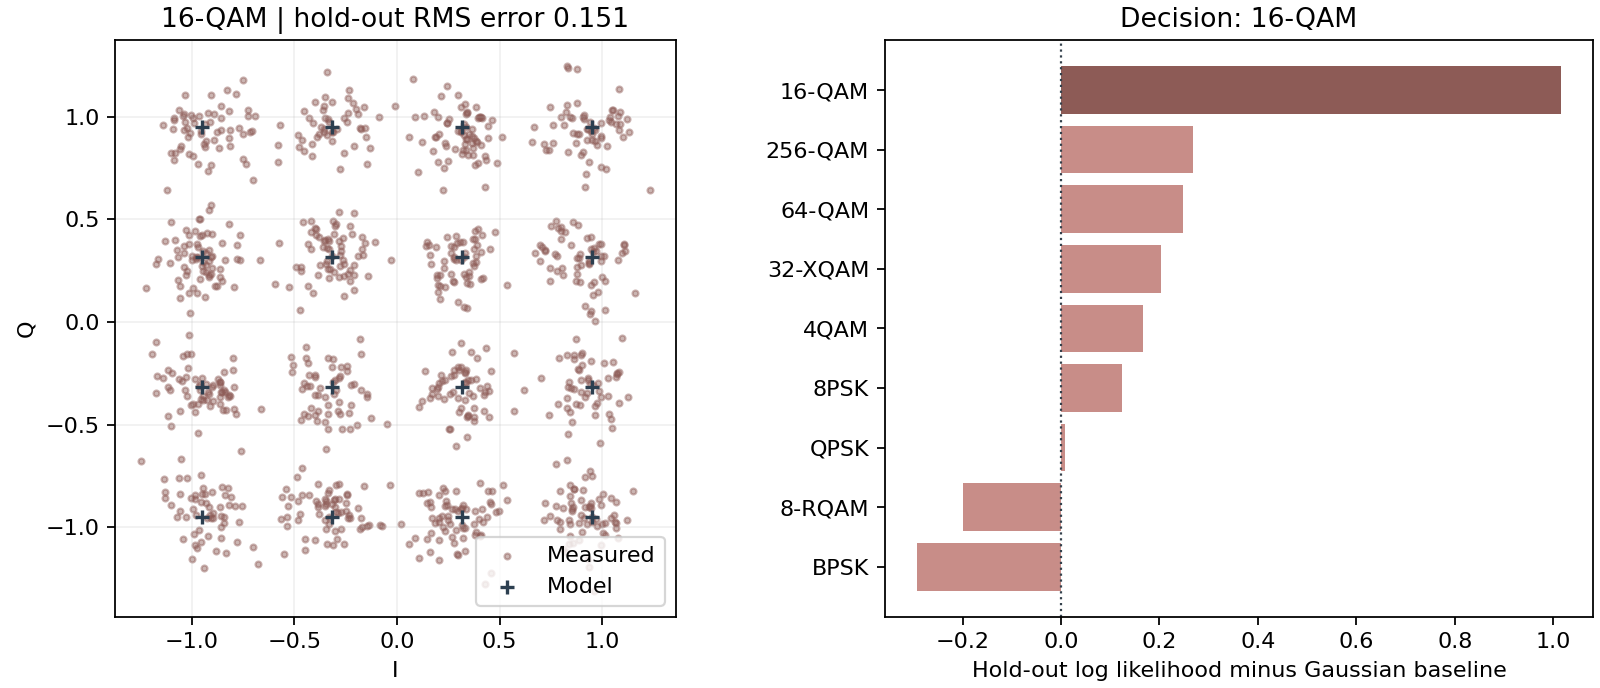 16-QAM | hold-out RMS error 0.151
Q
1.0
0.5
0.0
−0.5
−1.0
Measured
Model
−1.0 −0.5 0.0 0.5 1.0
I
Decision: 16-QAM
16-QAM
256-QAM
64-QAM
32-XQAM
4QAM
8PSK
QPSK
8-RQAM
BPSK
−0.2 0.0 0.2 0.4 0.6 0.8 1.0
Hold-out log likelihood minus Gaussian baseline